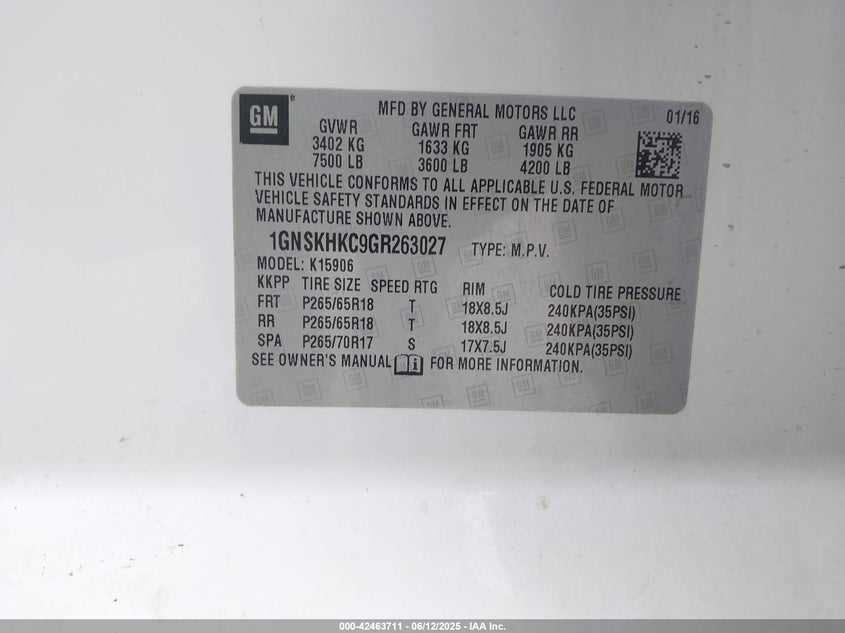 GM ®
MFD BY GENERAL MOTORS LLC 01/16
GVWR GAWR FRT GAWR RR
3402 KG 1633 KG 1905 KG
7500 LB 3600 LB 4200 LB
THIS VEHICLE CONFORMS TO ALL APPLICABLE U.S. FEDERAL MOTOR
VEHICLE SAFETY STANDARDS IN EFFECT ON THE DATE OF
MANUFACTURE SHOWN ABOVE.
1GNSKHKC9GR263027 TYPE: M.P.V.
MODEL: K15906
KKPP TIRE SIZE SPEED RTG RIM COLD TIRE PRESSURE
FRT P265/65R18 T 18X8.5J 240KPA(35PSI)
RR P265/65R18 T 18X8.5J 240KPA(35PSI)
SPA P265/70R17 S 17X7.5J 240KPA(35PSI)
SEE OWNER'S MANUAL i FOR MORE INFORMATION.
000-42463711 - 06/12/2025 - IAA Inc.